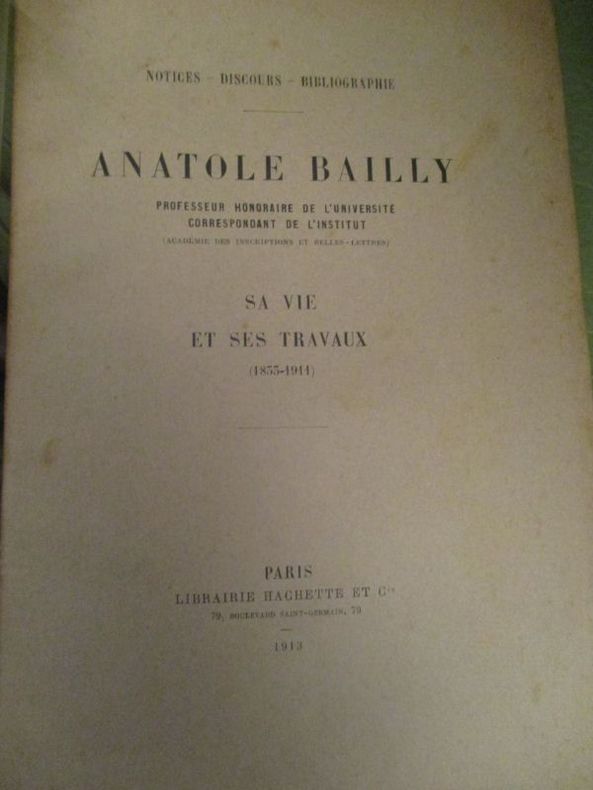 NOTICES – DISCOURS – BIBLIOGRAPHIE
ANATOLE BAILLY
PROFESSEUR HONORAIRE DE L'UNIVERSITÉ
CORRESPONDANT DE L'INSTITUT
(ACADÉMIE DES INSCRIPTIONS ET BELLES-LETTRES)
SA VIE
ET SES TRAVAUX
(1833-1911)
PARIS
LIBRAIRIE HACHETTE ET Cie
79, BOULEVARD SAINT-GERMAIN, 79
1913